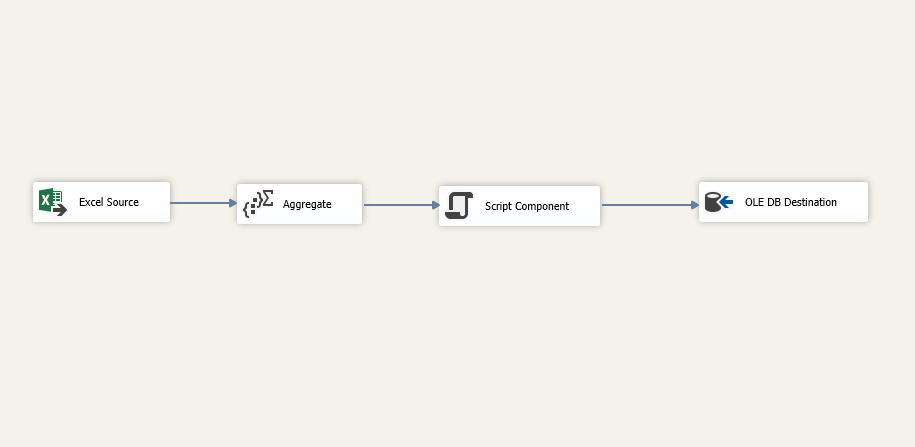 Excel Source
Aggregate
Script Component
OLE DB Destination